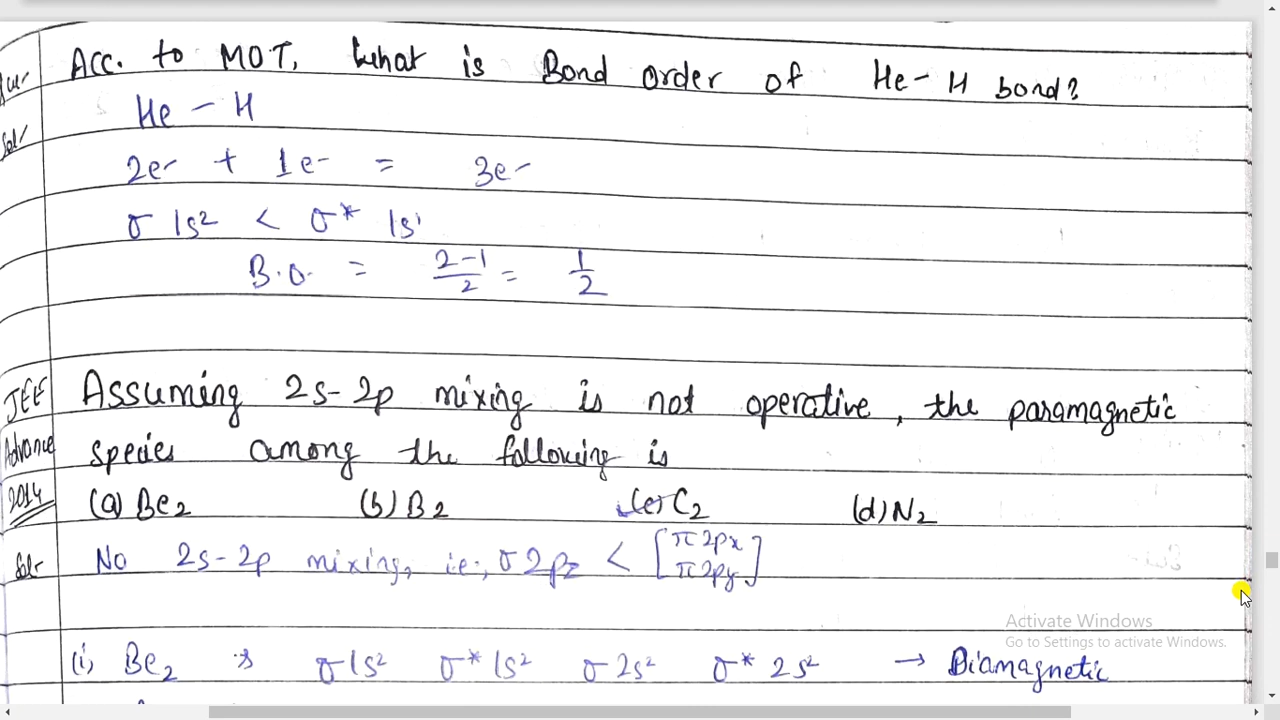 Acc. to MOT, What is Bond order of He-H bond?
He - H
Sol
2e- + 1e- = 3e-
σ 1s² < σ* 1s¹
B.O. = 2-1/2 = 1/2
JEE Advance 2014
Assuming 2s-2p mixing is not operative, the paramagnetic
species among the following is
(a) Be₂ (b) B₂ (c) C₂ (d) N₂
Sol- No 2s-2p mixing, i.e., σ2pz < [π2px π2py]
Activate Windows
Go to Settings to activate Windows.
(i) Be₂ ⇒ σ1s² σ*1s² σ2s² σ*2s² → Diamagnetic